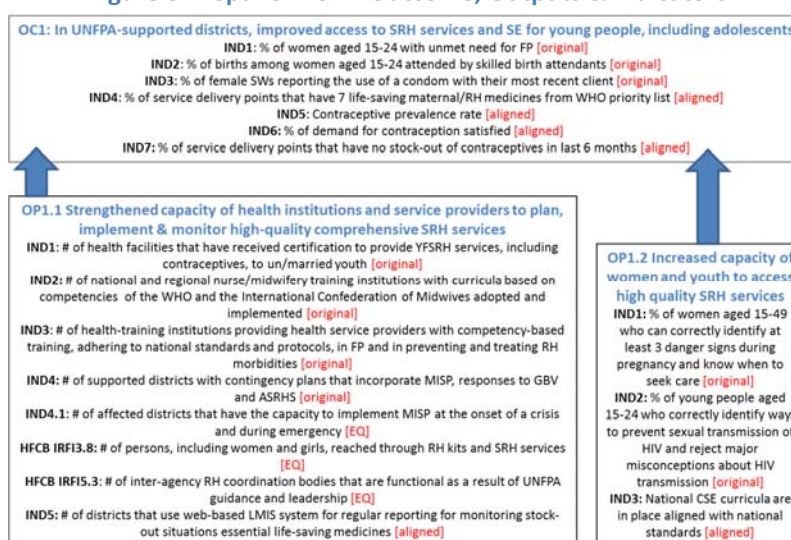 OC1: In UNFPA-supported districts, improved access to SRH services and SE for young people, including adolescents
IND1: % of women aged 15-24 with unmet need for FP [original]
IND2: % of births among women aged 15-24 attended by skilled birth attendants [original]
IND3: % of female SWs reporting the use of a condom with their most recent client [original]
IND4: % of service delivery points that have 7 life-saving maternal/RH medicines from WHO priority list [aligned]
IND5: Contraceptive prevalence rate [aligned]
IND6: % of demand for contraception satisfied [aligned]
IND7: % of service delivery points that have no stock-out of contraceptives in last 6 months [aligned]
OP1.1 Strengthened capacity of health institutions and service providers to plan,
implement & monitor high-quality comprehensive SRH services
IND1: # of health facilities that have received certification to provide YFSRH services, including
contraceptives, to un/married youth [original]
IND2: # of national and regional nurse/midwifery training institutions with curricula based on
competencies of the WHO and the International Confederation of Midwives adopted and
implemented [original]
IND3: # of health-training institutions providing health service providers with competency-based
training, adhering to national standards and protocols, in FP and in preventing and treating RH
morbidities [original]
IND4: # of supported districts with contingency plans that incorporate MISP, responses to GBV
and ASRHS [original]
IND4.1: # of affected districts that have the capacity to implement MISP at the onset of a crisis
and during emergency [EQ]
HFCB IRFI3.8: # of persons, including women and girls, reached through RH kits and SRH services
[EQ]
HFCB IRFI5.3: # of inter-agency RH coordination bodies that are functional as a result of UNFPA
guidance and leadership [EQ]
IND5: # of districts that use web-based LMIS system for regular reporting for monitoring stock-
out situations essential life-saving medicines [aligned]
OP1.2 Increased capacity of
women and youth to access
high quality SRH services
IND1: % of women aged 15-49
who can correctly identify at
least 3 danger signs during
pregnancy and know when to
seek care [original]
IND2: % of young people aged
15-24 who correctly identify way
to prevent sexual transmission of
HIV and reject major
misconceptions about HIV
transmission [original]
IND3: National CSE curricula are
in place aligned with national
standards [aligned]